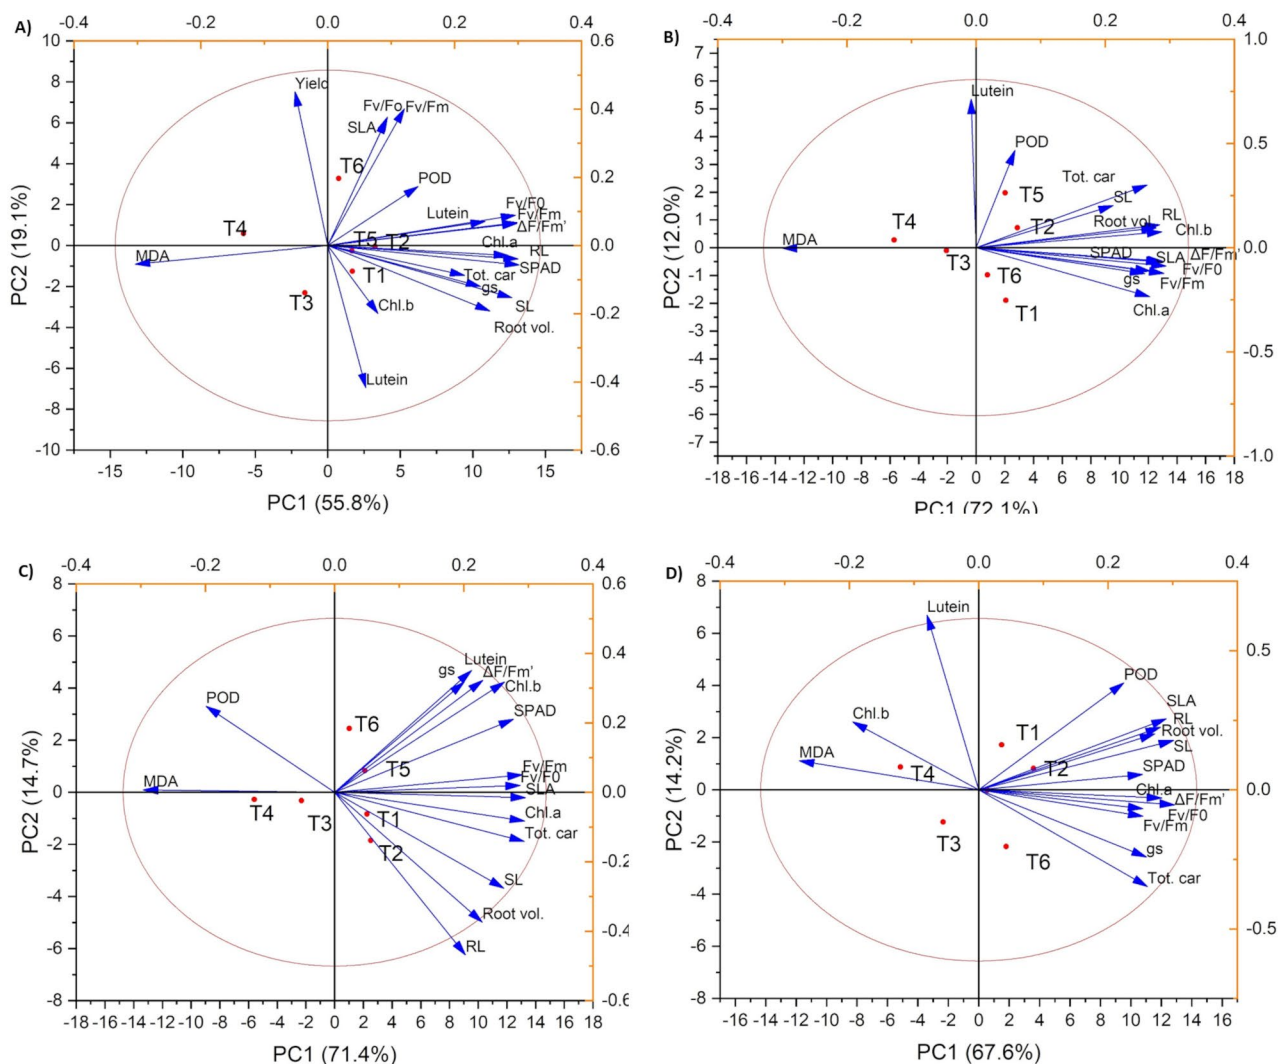 A)
-0.4 -0.2 0.0 0.2 0.4
10 0.6
8 0.4
6
4 0.2
2
0 0.0
-2
-4 -0.2
-6
-8 -0.4
-10 -0.6
PC2 (19.1%)
Yield
Fv/Fo Fv/Fm
SLA
T6
POD
Fv/F0
Lutein Fv/Fm
ΔF/Fm'
T4 T5 T2 Chl.a RL
MDA SPAD
T1 Tot. car
gs
T3 Chl.b SL
Root vol.
Lutein
-15 -10 -5 0 5 10 15
PC1 (55.8%)
B)
-0.4 -0.2 0.0 0.2 0.4
7 1.0
6
5
4 0.5
3
2
1
0 0.0
-1
-2
-3
-4 -0.5
-5
-6
-7 -1.0
PC2 (12.0%)
Lutein
POD
Tot. car
T5 SL
T2 Root vol. RL
T4 Chl.b
MDA SPAD SLA ΔF/Fm'
T3 T6 gs Fv/F0
Fv/Fm
T1 Chl.a
-18 -16 -14 -12 -10 -8 -6 -4 -2 0 2 4 6 8 10 12 14 16 18
PC1 (72.1%)
C)
-0.4 -0.2 0.0 0.2 0.4
8 0.6
6
4 0.4
2 0.2
0 0.0
-2
-4 -0.2
-6 -0.4
-8 -0.6
PC2 (14.7%)
Lutein
gs ΔF/Fm'
POD Chl.b
SPAD
T6
T5 Fv/Fm
MDA Fv/F0
SLA
T4 T3 T1 Chl.a
T2 Tot. car
SL
Root vol.
RL
-18 -16 -14 -12 -10 -8 -6 -4 -2 0 2 4 6 8 10 12 14 16 18
PC1 (71.4%)
D)
-0.4 -0.2 0.0 0.2 0.4
8
6 0.5
4
2
0 0.0
-2
-4
-6 -0.5
-8
PC2 (14.2%)
Lutein
POD
SLA
Chl.b RL
T1 Root vol.
MDA SL
T4 T2 SPAD
Chl.a
ΔF/Fm'
Fv/F0
T3 Fv/Fm
T6 gs
Tot. car
-16 -14 -12 -10 -8 -6 -4 -2 0 2 4 6 8 10 12 14 16
PC1 (67.6%)